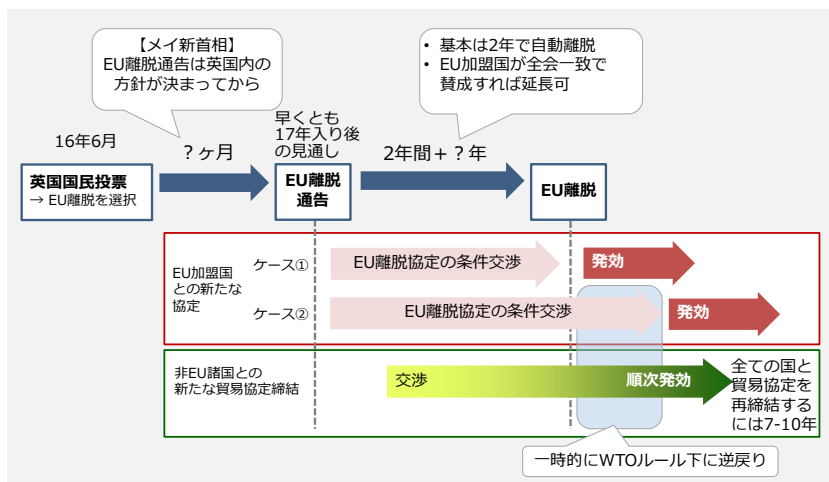 【メイ新首相】
EU離脱通告は英国内の
方針が決まってから
• 基本は2年で自動離脱
• EU加盟国が全会一致で
賛成すれば延長可
16年6月
？ヶ月
早くとも
17年入り後
の見通し
2年間＋？年
英国国民投票
→ EU離脱を選択
EU離脱
通告
EU離脱
EU加盟国
との新たな
協定
ケース①
EU離脱協定の条件交渉
発効
ケース②
EU離脱協定の条件交渉
発効
非EU諸国との
新たな貿易協定締結
交渉
順次発効
全ての国と
貿易協定を
再締結する
には7-10年
一時的にWTOルール下に逆戻り